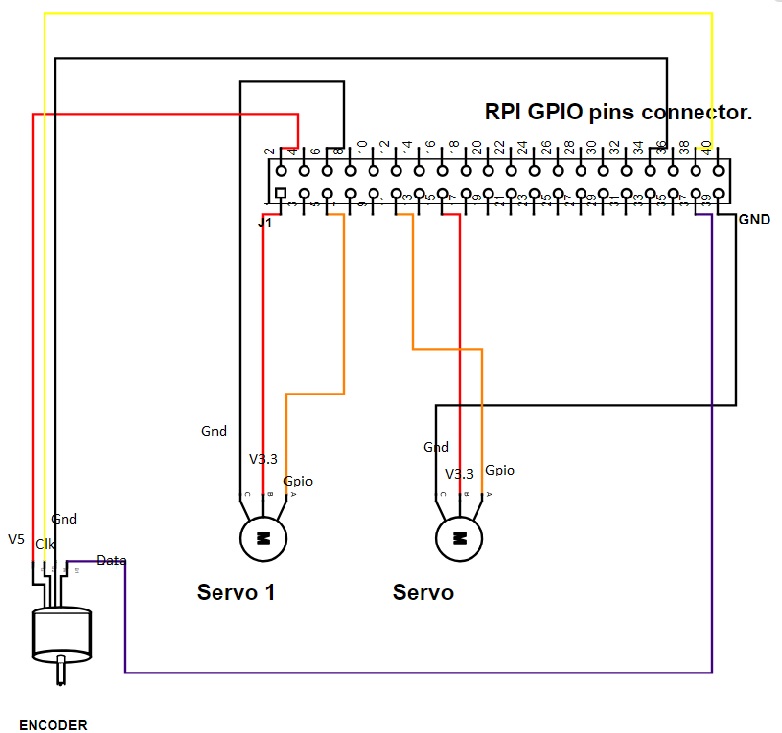 RPI GPIO pins connector.
2 4 6 8 10 12 14 16 18 20 22 24 26 28 30 32 34 36 38 40
3 5 7 9 13 15 17 19 21 23 25 27 29 31 33 35 37 39
J1
GND
Gnd
V3.3
Gpio
Gnd
V3.3
Gpio
C B A
C B A
M
M
Servo 1
Servo
V5
Clk
Gnd
Data
ENCODER